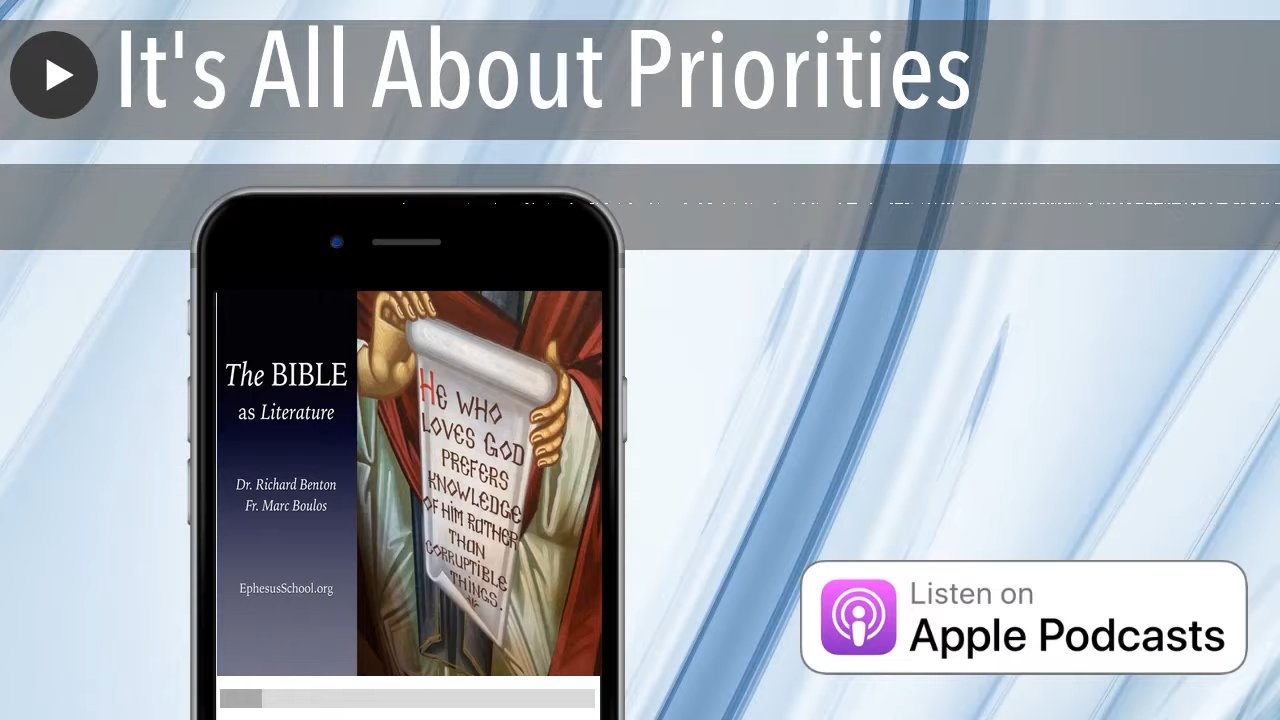 It's All About Priorities
The BIBLE
as Literature
Dr. Richard Benton
Fr. Marc Boulos
EphesusSchool.org
HE WHO
LOVES GOD
PREFERS
KNOWLEDGE
OF HIM RATHER
THAN
CORRUPTIBLE
THINGS.
Listen on
Apple Podcasts